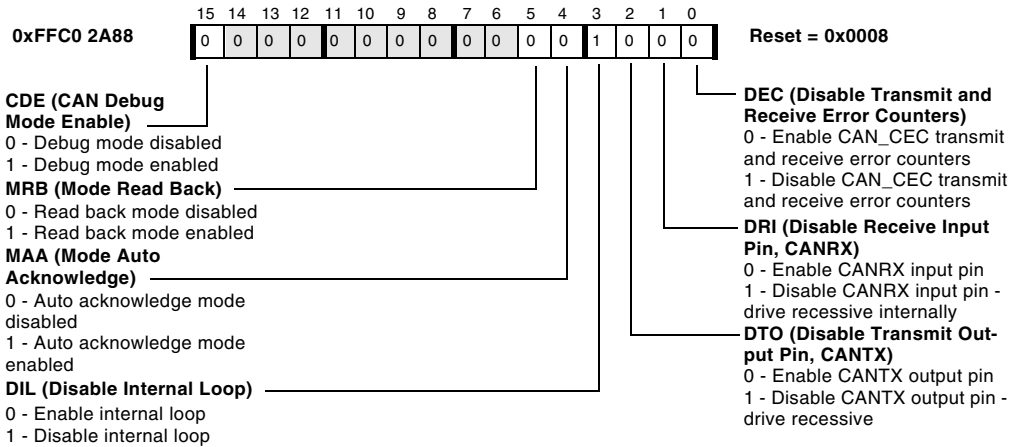 15 14 13 12 11 10 9 8 7 6 5 4 3 2 1 0
0xFFC0 2A88
0 0 0 0 0 0 0 0 0 0 0 0 1 0 0 0
Reset = 0x0008
CDE (CAN Debug
Mode Enable)
0 - Debug mode disabled
1 - Debug mode enabled
MRB (Mode Read Back)
0 - Read back mode disabled
1 - Read back mode enabled
MAA (Mode Auto
Acknowledge)
0 - Auto acknowledge mode
disabled
1 - Auto acknowledge mode
enabled
DIL (Disable Internal Loop)
0 - Enable internal loop
1 - Disable internal loop
DEC (Disable Transmit and
Receive Error Counters)
0 - Enable CAN_CEC transmit
and receive error counters
1 - Disable CAN_CEC transmit
and receive error counters
DRI (Disable Receive Input
Pin, CANRX)
0 - Enable CANRX input pin
1 - Disable CANRX input pin -
drive recessive internally
DTO (Disable Transmit Out-
put Pin, CANTX)
0 - Enable CANTX output pin
1 - Disable CANTX output pin -
drive recessive